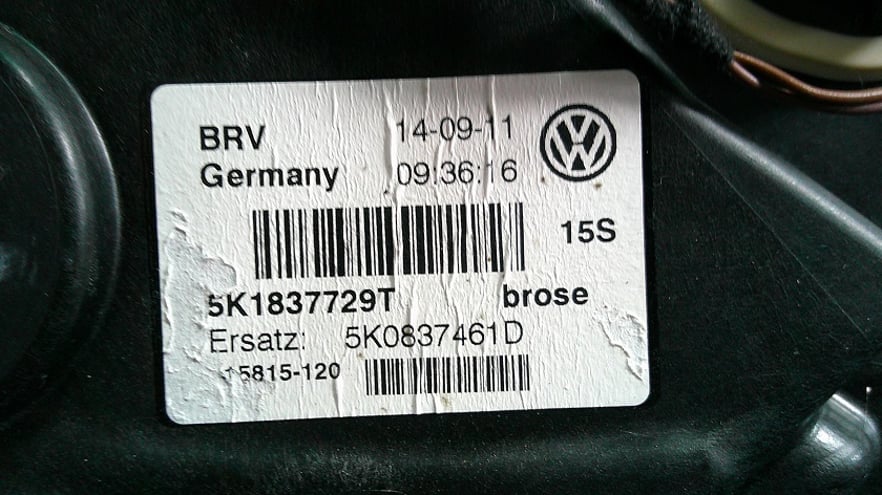 BRV 14-09-11
Germany 09:36:16
15S
5K1837729T brose
Ersatz: 5K0837461D
15815-120